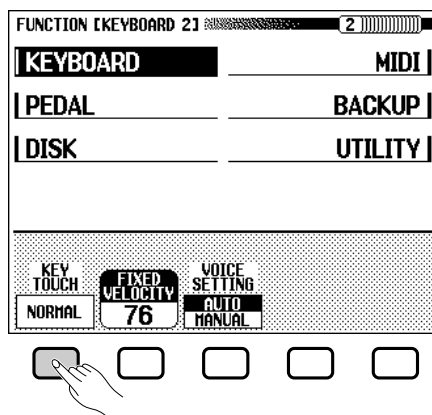 FUNCTION [KEYBOARD 2] 2
KEYBOARD MIDI
PEDAL BACKUP
DISK UTILITY
KEY TOUCH
NORMAL
FIXED VELOCITY
76
VOICE SETTING
AUTO
MANUAL